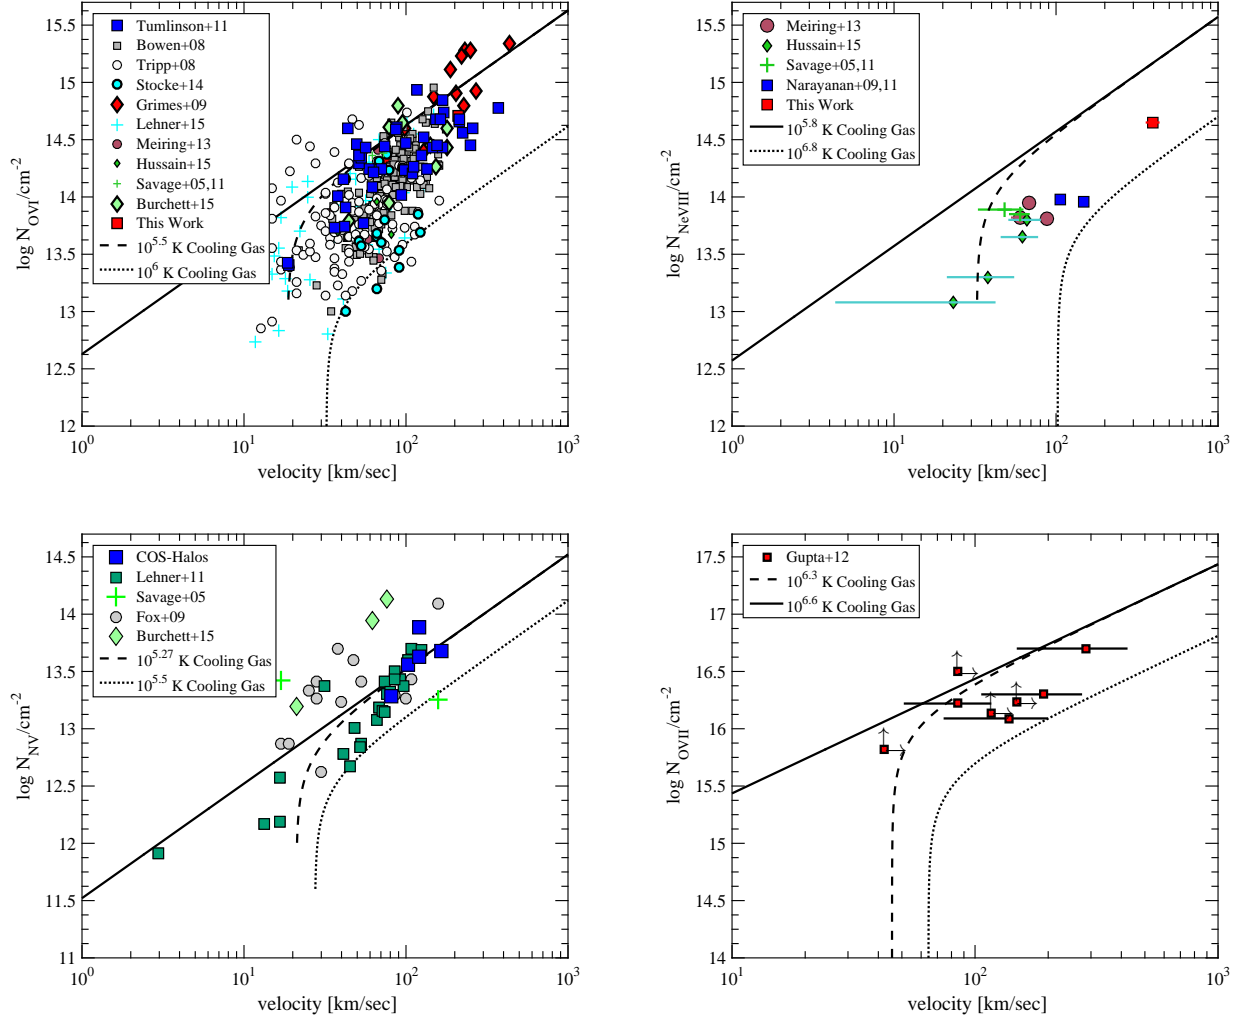 15.5
15
14.5
14
13.5
13
12.5
12
log N_OVI/cm^-2
10^0
10^1
10^2
10^3
velocity [km/sec]
Tumlinson+11
Bowen+08
Tripp+08
Stocke+14
Grimes+09
Lehner+15
Meiring+13
Hussain+15
Savage+05,11
Burchett+15
This Work
10^5.5 K Cooling Gas
10^6 K Cooling Gas
15.5
15
14.5
14
13.5
13
12.5
12
log N_NeVIII/cm^-2
10^0
10^1
10^2
10^3
velocity [km/sec]
Meiring+13
Hussain+15
Savage+05,11
Narayanan+09,11
This Work
10^5.8 K Cooling Gas
10^6.8 K Cooling Gas
14.5
14
13.5
13
12.5
12
11.5
11
log N_NV/cm^-2
10^0
10^1
10^2
10^3
velocity [km/sec]
COS-Halos
Lehner+11
Savage+05
Fox+09
Burchett+15
10^5.27 K Cooling Gas
10^5.5 K Cooling Gas
17.5
17
16.5
16
15.5
15
14.5
14
log N_OVII/cm^-2
10
10^2
10^3
velocity [km/sec]
Gupta+12
10^6.3 K Cooling Gas
10^6.6 K Cooling Gas